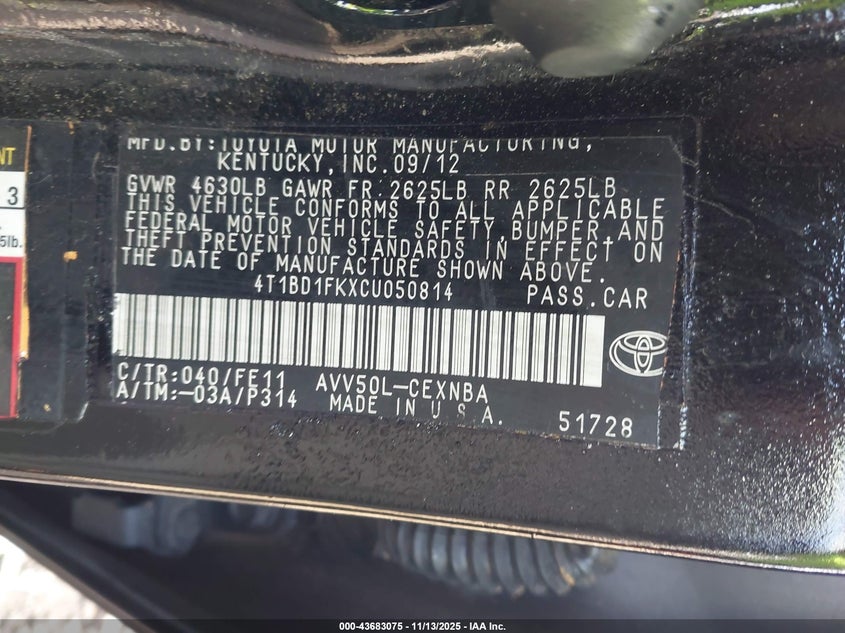 MFD.BY:TOYOTA MOTOR MANUFACTURING,
KENTUCKY,INC.09/12
GVWR 4630LB GAWR FR:2625LB RR 2625LB
THIS VEHICLE CONFORMS TO ALL APPLICABLE
FEDERAL MOTOR VEHICLE SAFETY,BUMPER,AND
THEFT PREVENTION STANDARDS IN EFFECT ON
THE DATE OF MANUFACTURE SHOWN ABOVE.
4T1BD1FKXCU050814 PASS.CAR
C/TR:040/FE11 AVV50L-CEXNBA
A/TM:-03A/P314 MADE IN U.S.A.
51728
NT
3
5lb.
000-43683075 - 11/13/2025 - IAA Inc.